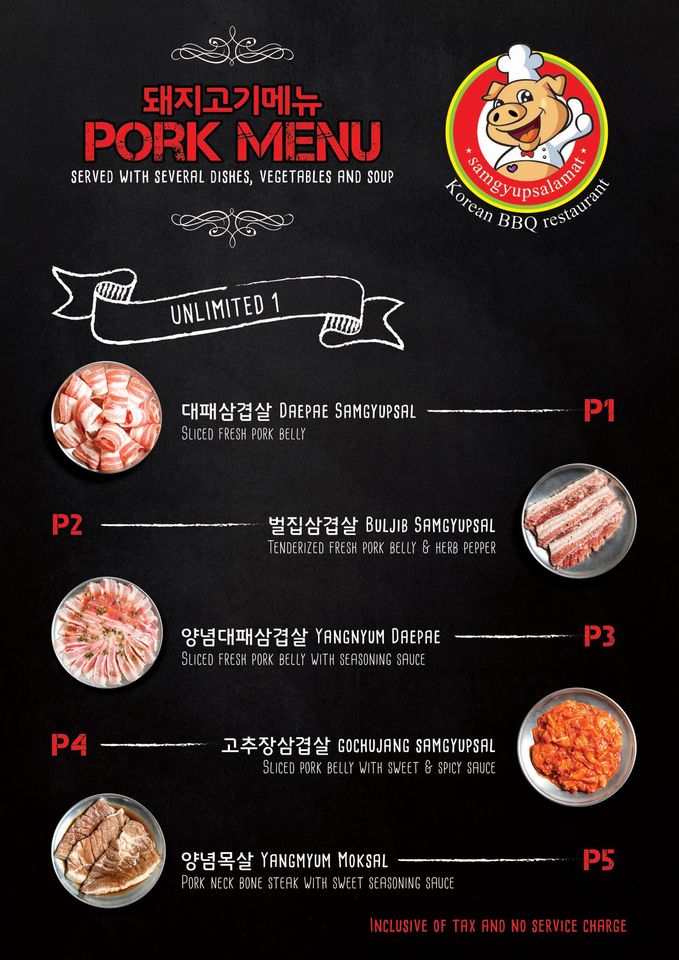 돼지고기메뉴
PORK MENU
SERVED WITH SEVERAL DISHES, VEGETABLES AND SOUP
samgyupsalamat
Korean BBQ restaurant
UNLIMITED 1
대패삼겹살 DAEPAE SAMGYUPSAL P1
SLICED FRESH PORK BELLY
P2 벌집삼겹살 BULJIB SAMGYUPSAL
TENDERIZED FRESH PORK BELLY & HERB PEPPER
양념대패삼겹살 YANGNYUM DAEPAE P3
SLICED FRESH PORK BELLY WITH SEASONING SAUCE
P4 고추장삼겹살 GOCHUJANG SAMGYUPSAL
SLICED PORK BELLY WITH SWEET & SPICY SAUCE
양념목살 YANGMYUM MOKSAL P5
PORK NECK BONE STEAK WITH SWEET SEASONING SAUCE
INCLUSIVE OF TAX AND NO SERVICE CHARGE